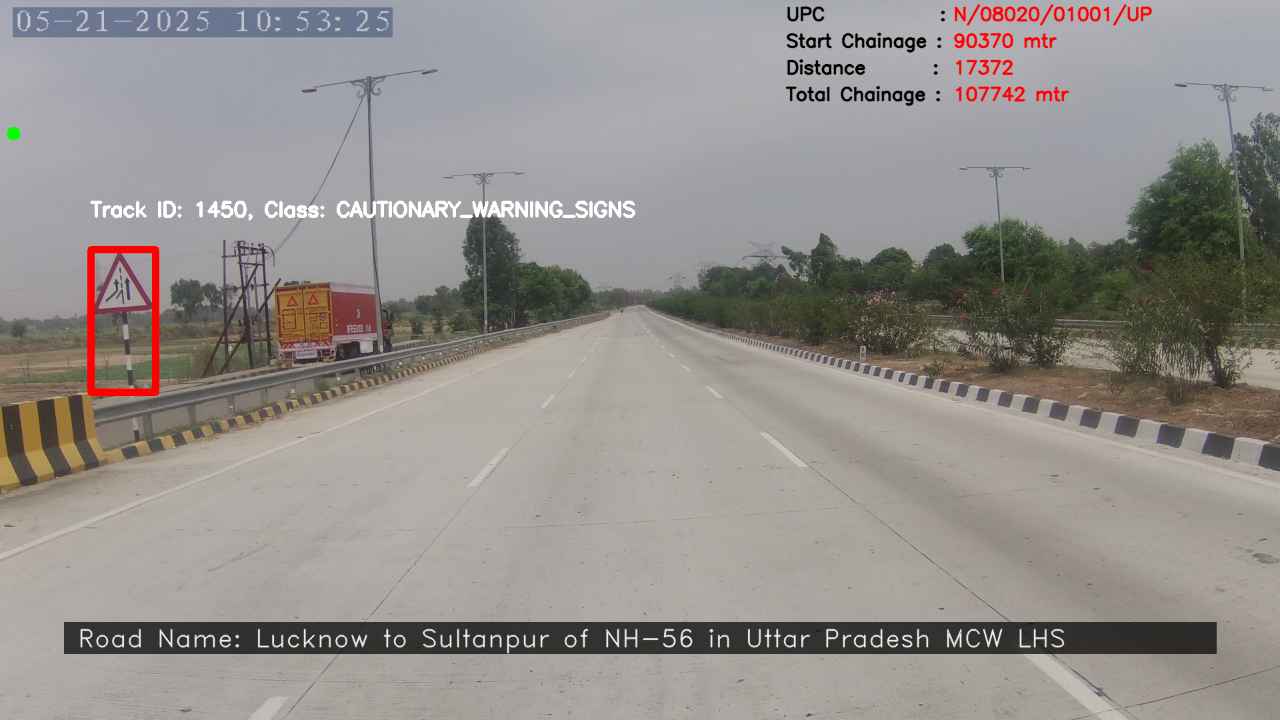 05-21-2025 10:53:25
UPC : N/08020/01001/UP
Start Chainage : 90370 mtr
Distance : 17372
Total Chainage : 107742 mtr
Track ID: 1450, Class: CAUTIONARY_WARNING_SIGNS
Road Name: Lucknow to Sultanpur of NH-56 in Uttar Pradesh MCW LHS